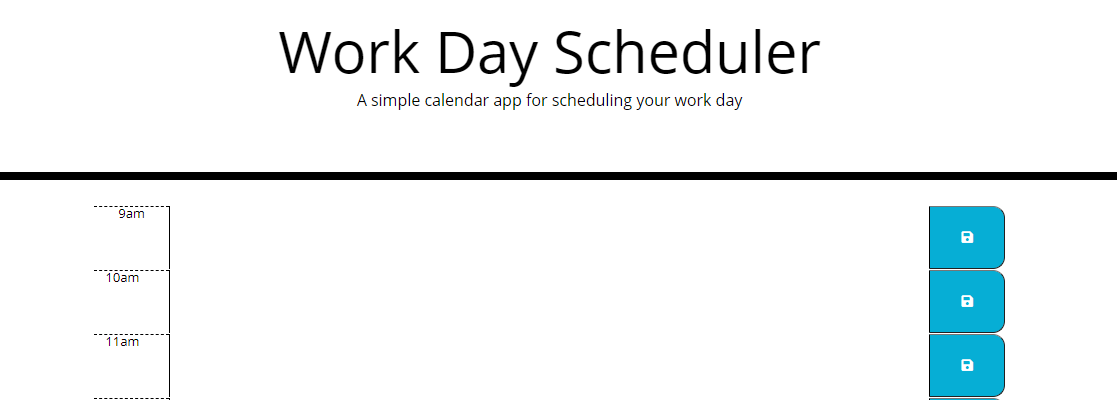 Work Day Scheduler
A simple calendar app for scheduling your work day
9am
10am
11am